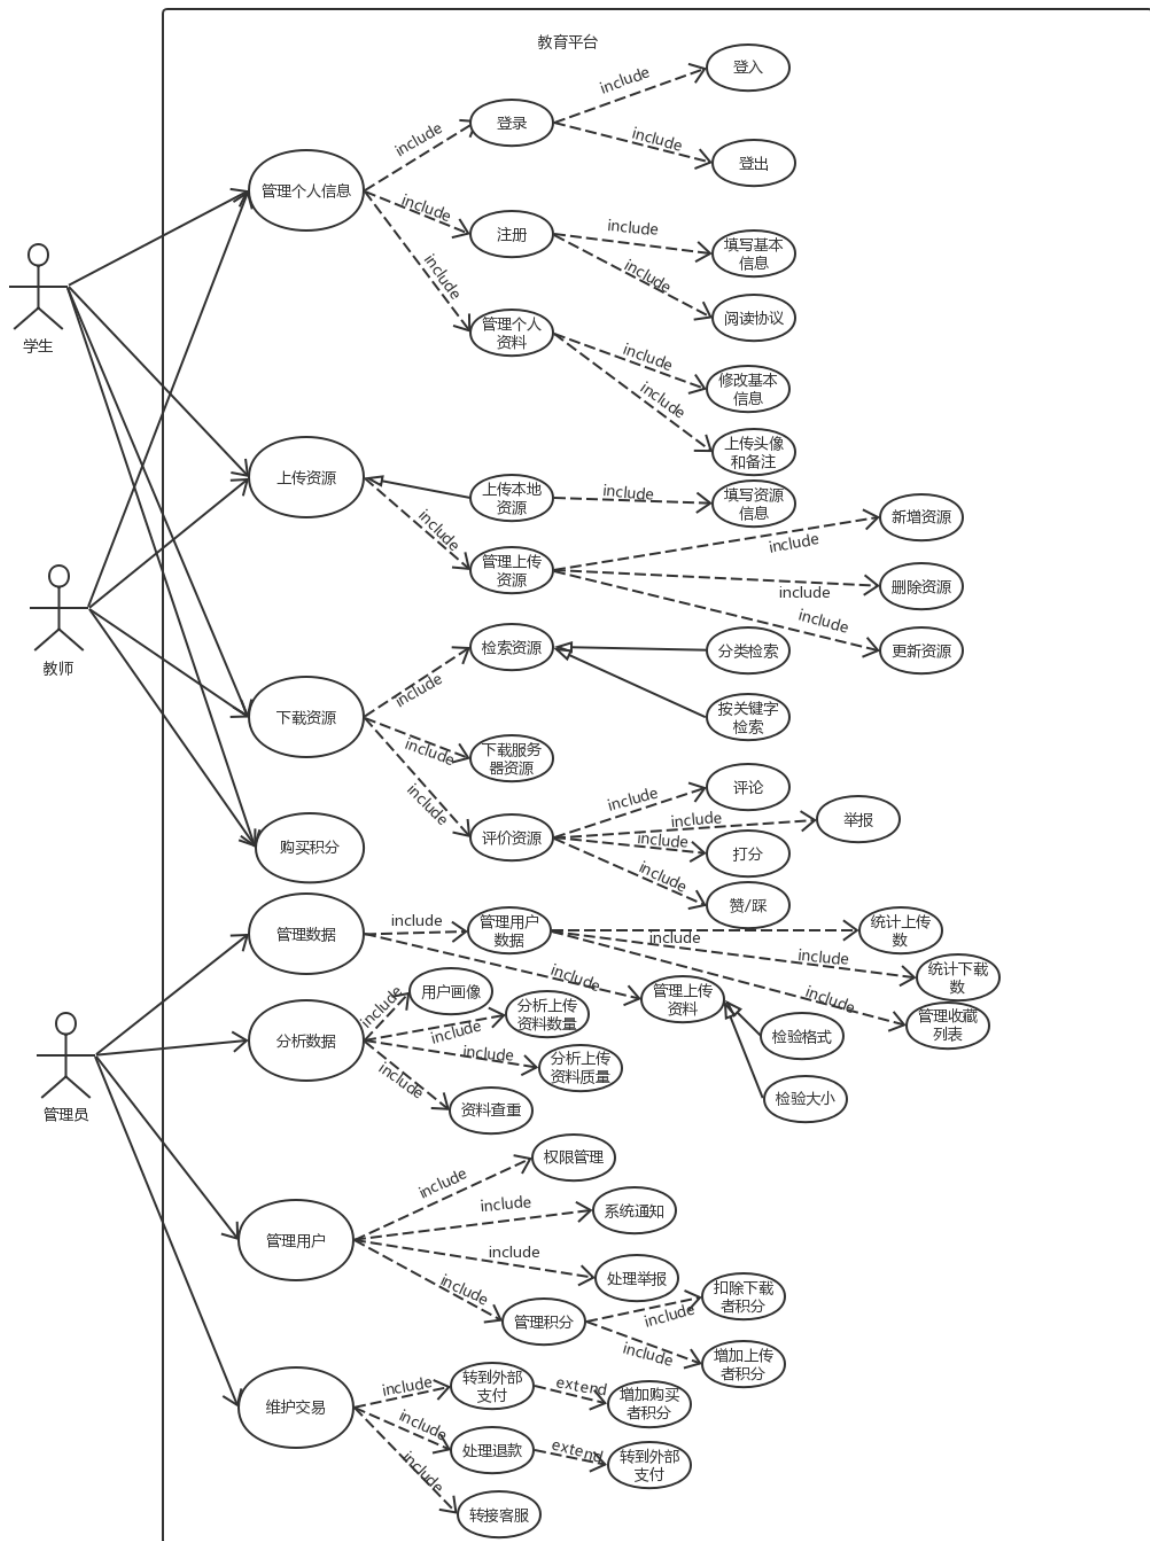 教育平台
登入
include
登录
include
include
登出
管理个人信息
include
注册
include
填写基本
信息
include
阅读协议
include
管理个人
资料
include
修改基本
信息
include
上传头像
和备注
学生
上传资源
上传本地
资源
include
填写资源
信息
include
管理上传
资源
include
新增资源
include
删除资源
include
更新资源
教师
下载资源
include
检索资源
分类检索
按关键字
检索
include
下载服务
器资源
include
评价资源
include
评论
include
举报
include
打分
include
赞/踩
购买积分
管理数据
include
管理用户
数据
include
统计上传
数
include
统计下载
数
include
管理收藏
列表
include
管理上传
资料
检验格式
检验大小
分析数据
include
用户画像
include
分析上传
资料数量
include
分析上传
资料质量
include
资料查重
管理员
管理用户
include
权限管理
include
系统通知
include
处理举报
include
管理积分
include
扣除下载
者积分
include
增加上传
者积分
维护交易
include
转到外部
支付
extend
增加购买
者积分
include
处理退款
extend
转到外部
支付
include
转接客服